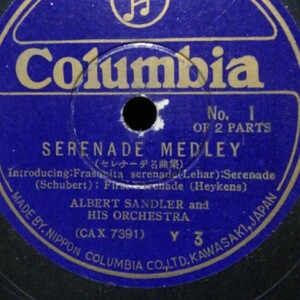 Columbia
No. 1
OF 2 PARTS
SERENADE MEDLEY
(セレナーデ名曲集)
Introducing:Frasquita serenade(Lehar):Serenade
(Schubert): First serenade (Heykens)
ALBERT SANDLER and
HIS ORCHESTRA
(CAX 7391) Y 3
MADE BY NIPPON COLUMBIA CO.,LTD. KAWASAKI, JAPAN